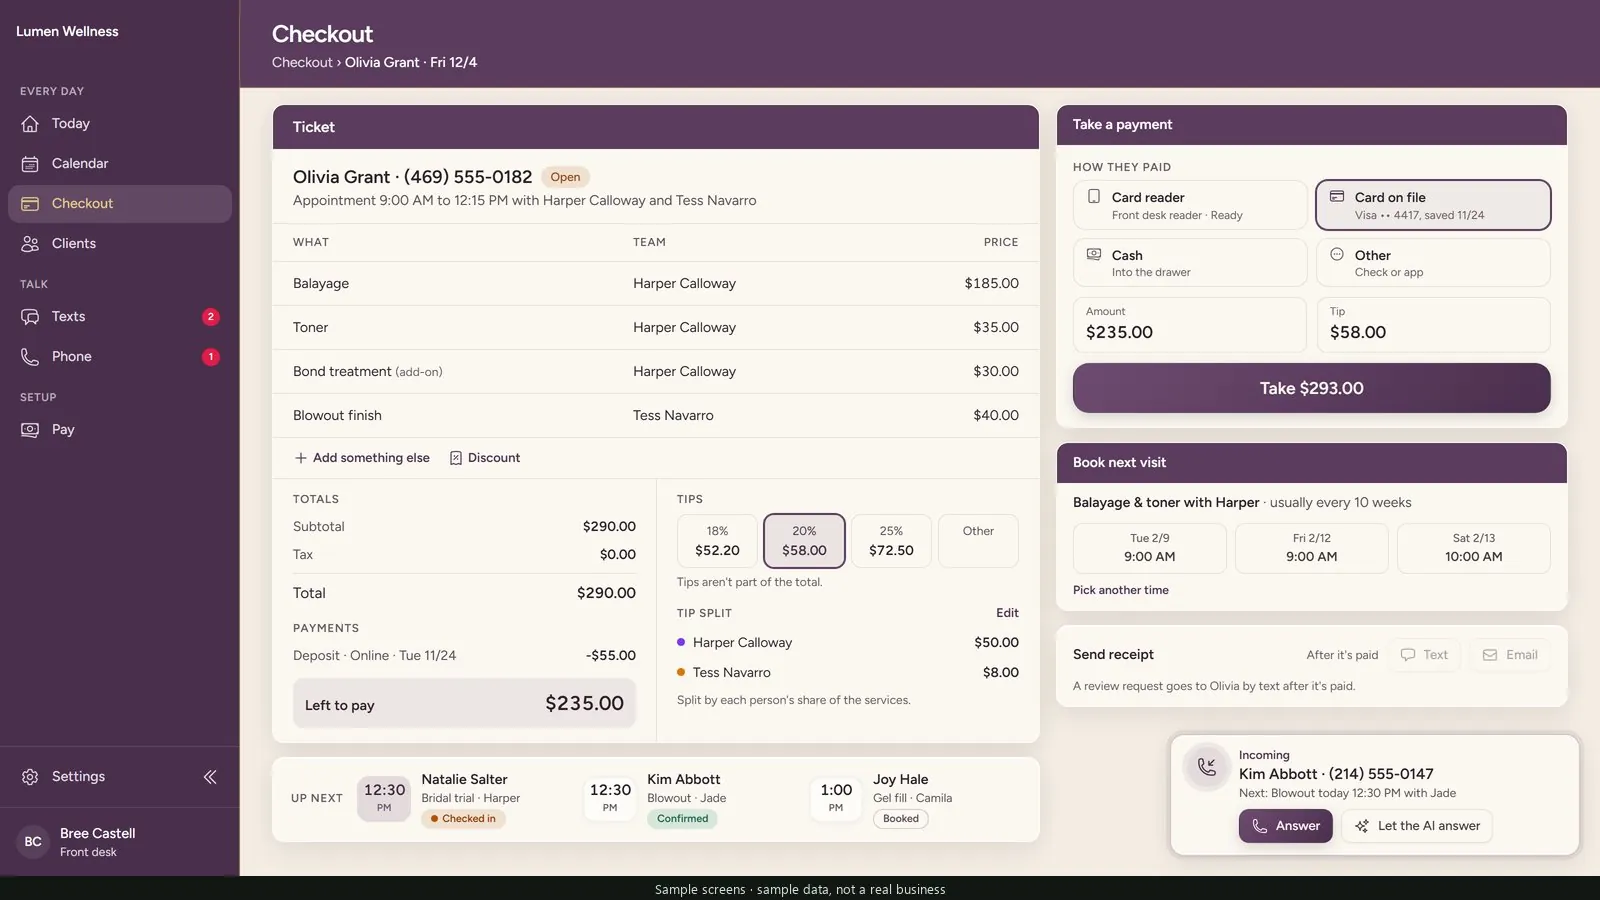 Lumen Wellness
EVERY DAY
Today
Calendar
Checkout
Clients
TALK
Texts 2
Phone 1
SETUP
Pay
Settings
BC
Bree Castell
Front desk
Checkout
Checkout › Olivia Grant · Fri 12/4
Ticket
Olivia Grant · (469) 555-0182 Open
Appointment 9:00 AM to 12:15 PM with Harper Calloway and Tess Navarro
WHAT TEAM PRICE
Balayage Harper Calloway $185.00
Toner Harper Calloway $35.00
Bond treatment (add-on) Harper Calloway $30.00
Blowout finish Tess Navarro $40.00
Add something else Discount
TOTALS
Subtotal $290.00
Tax $0.00
Total $290.00
PAYMENTS
Deposit · Online · Tue 11/24 -$55.00
Left to pay $235.00
TIPS
18% 20% 25% Other
$52.20 $58.00 $72.50
Tips aren't part of the total.
TIP SPLIT Edit
Harper Calloway $50.00
Tess Navarro $8.00
Split by each person's share of the services.
UP NEXT
12:30 PM
Natalie Salter
Bridal trial · Harper
Checked in
12:30 PM
Kim Abbott
Blowout · Jade
Confirmed
1:00 PM
Joy Hale
Gel fill · Camila
Booked
Take a payment
HOW THEY PAID
Card reader
Front desk reader · Ready
Card on file
Visa •• 4417, saved 11/24
Cash
Into the drawer
Other
Check or app
Amount
$235.00
Tip
$58.00
Take $293.00
Book next visit
Balayage & toner with Harper · usually every 10 weeks
Tue 2/9
9:00 AM
Fri 2/12
9:00 AM
Sat 2/13
10:00 AM
Pick another time
Send receipt After it's paid Text Email
A review request goes to Olivia by text after it's paid.
Incoming
Kim Abbott · (214) 555-0147
Next: Blowout today 12:30 PM with Jade
Answer Let the AI answer
Sample screens · sample data, not a real business